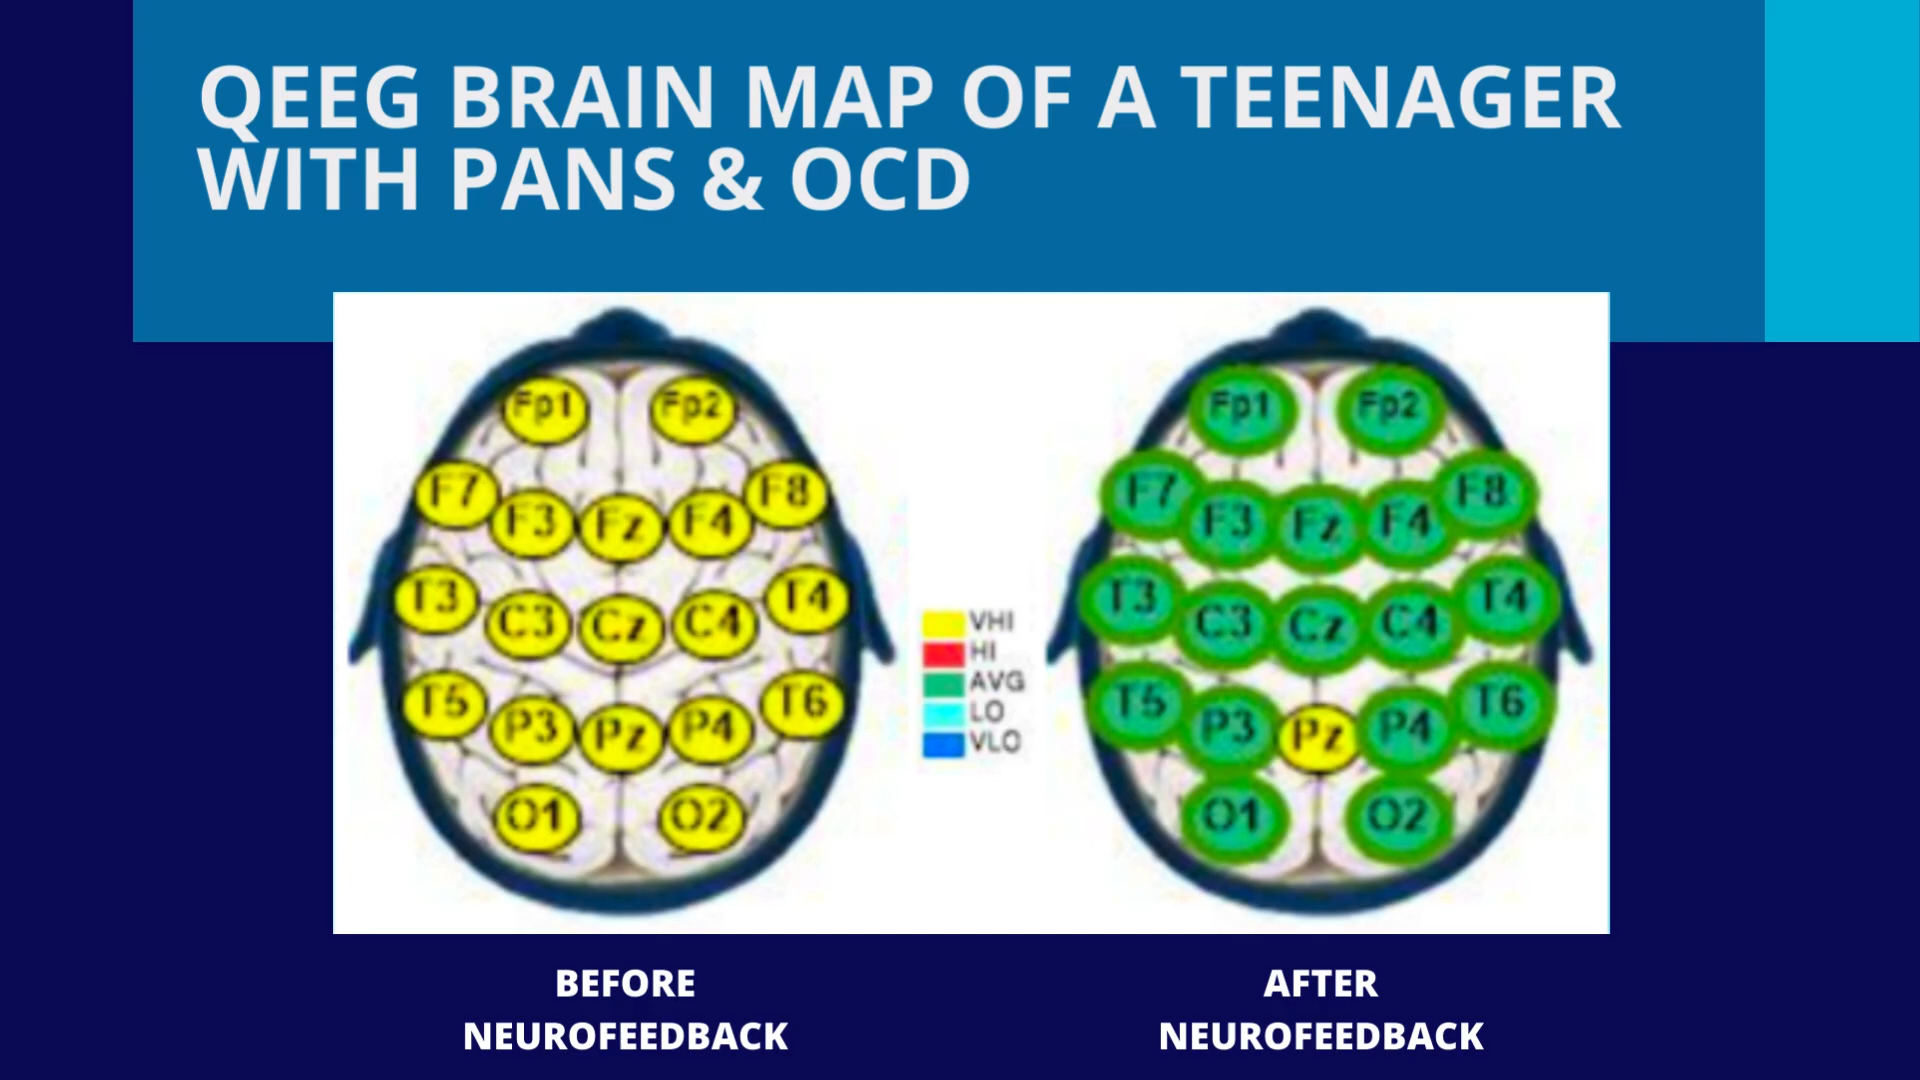 QEEG BRAIN MAP OF A TEENAGER
WITH PANS & OCD
Fp1 Fp2
F7 F3 Fz F4 F8
T3 C3 Cz C4 T4
T5 P3 Pz P4 T6
O1 O2
VHI
HI
AVG
LO
VLO
Fp1 Fp2
F7 F3 Fz F4 F8
T3 C3 Cz C4 T4
T5 P3 Pz P4 T6
O1 O2
BEFORE
NEUROFEEDBACK
AFTER
NEUROFEEDBACK